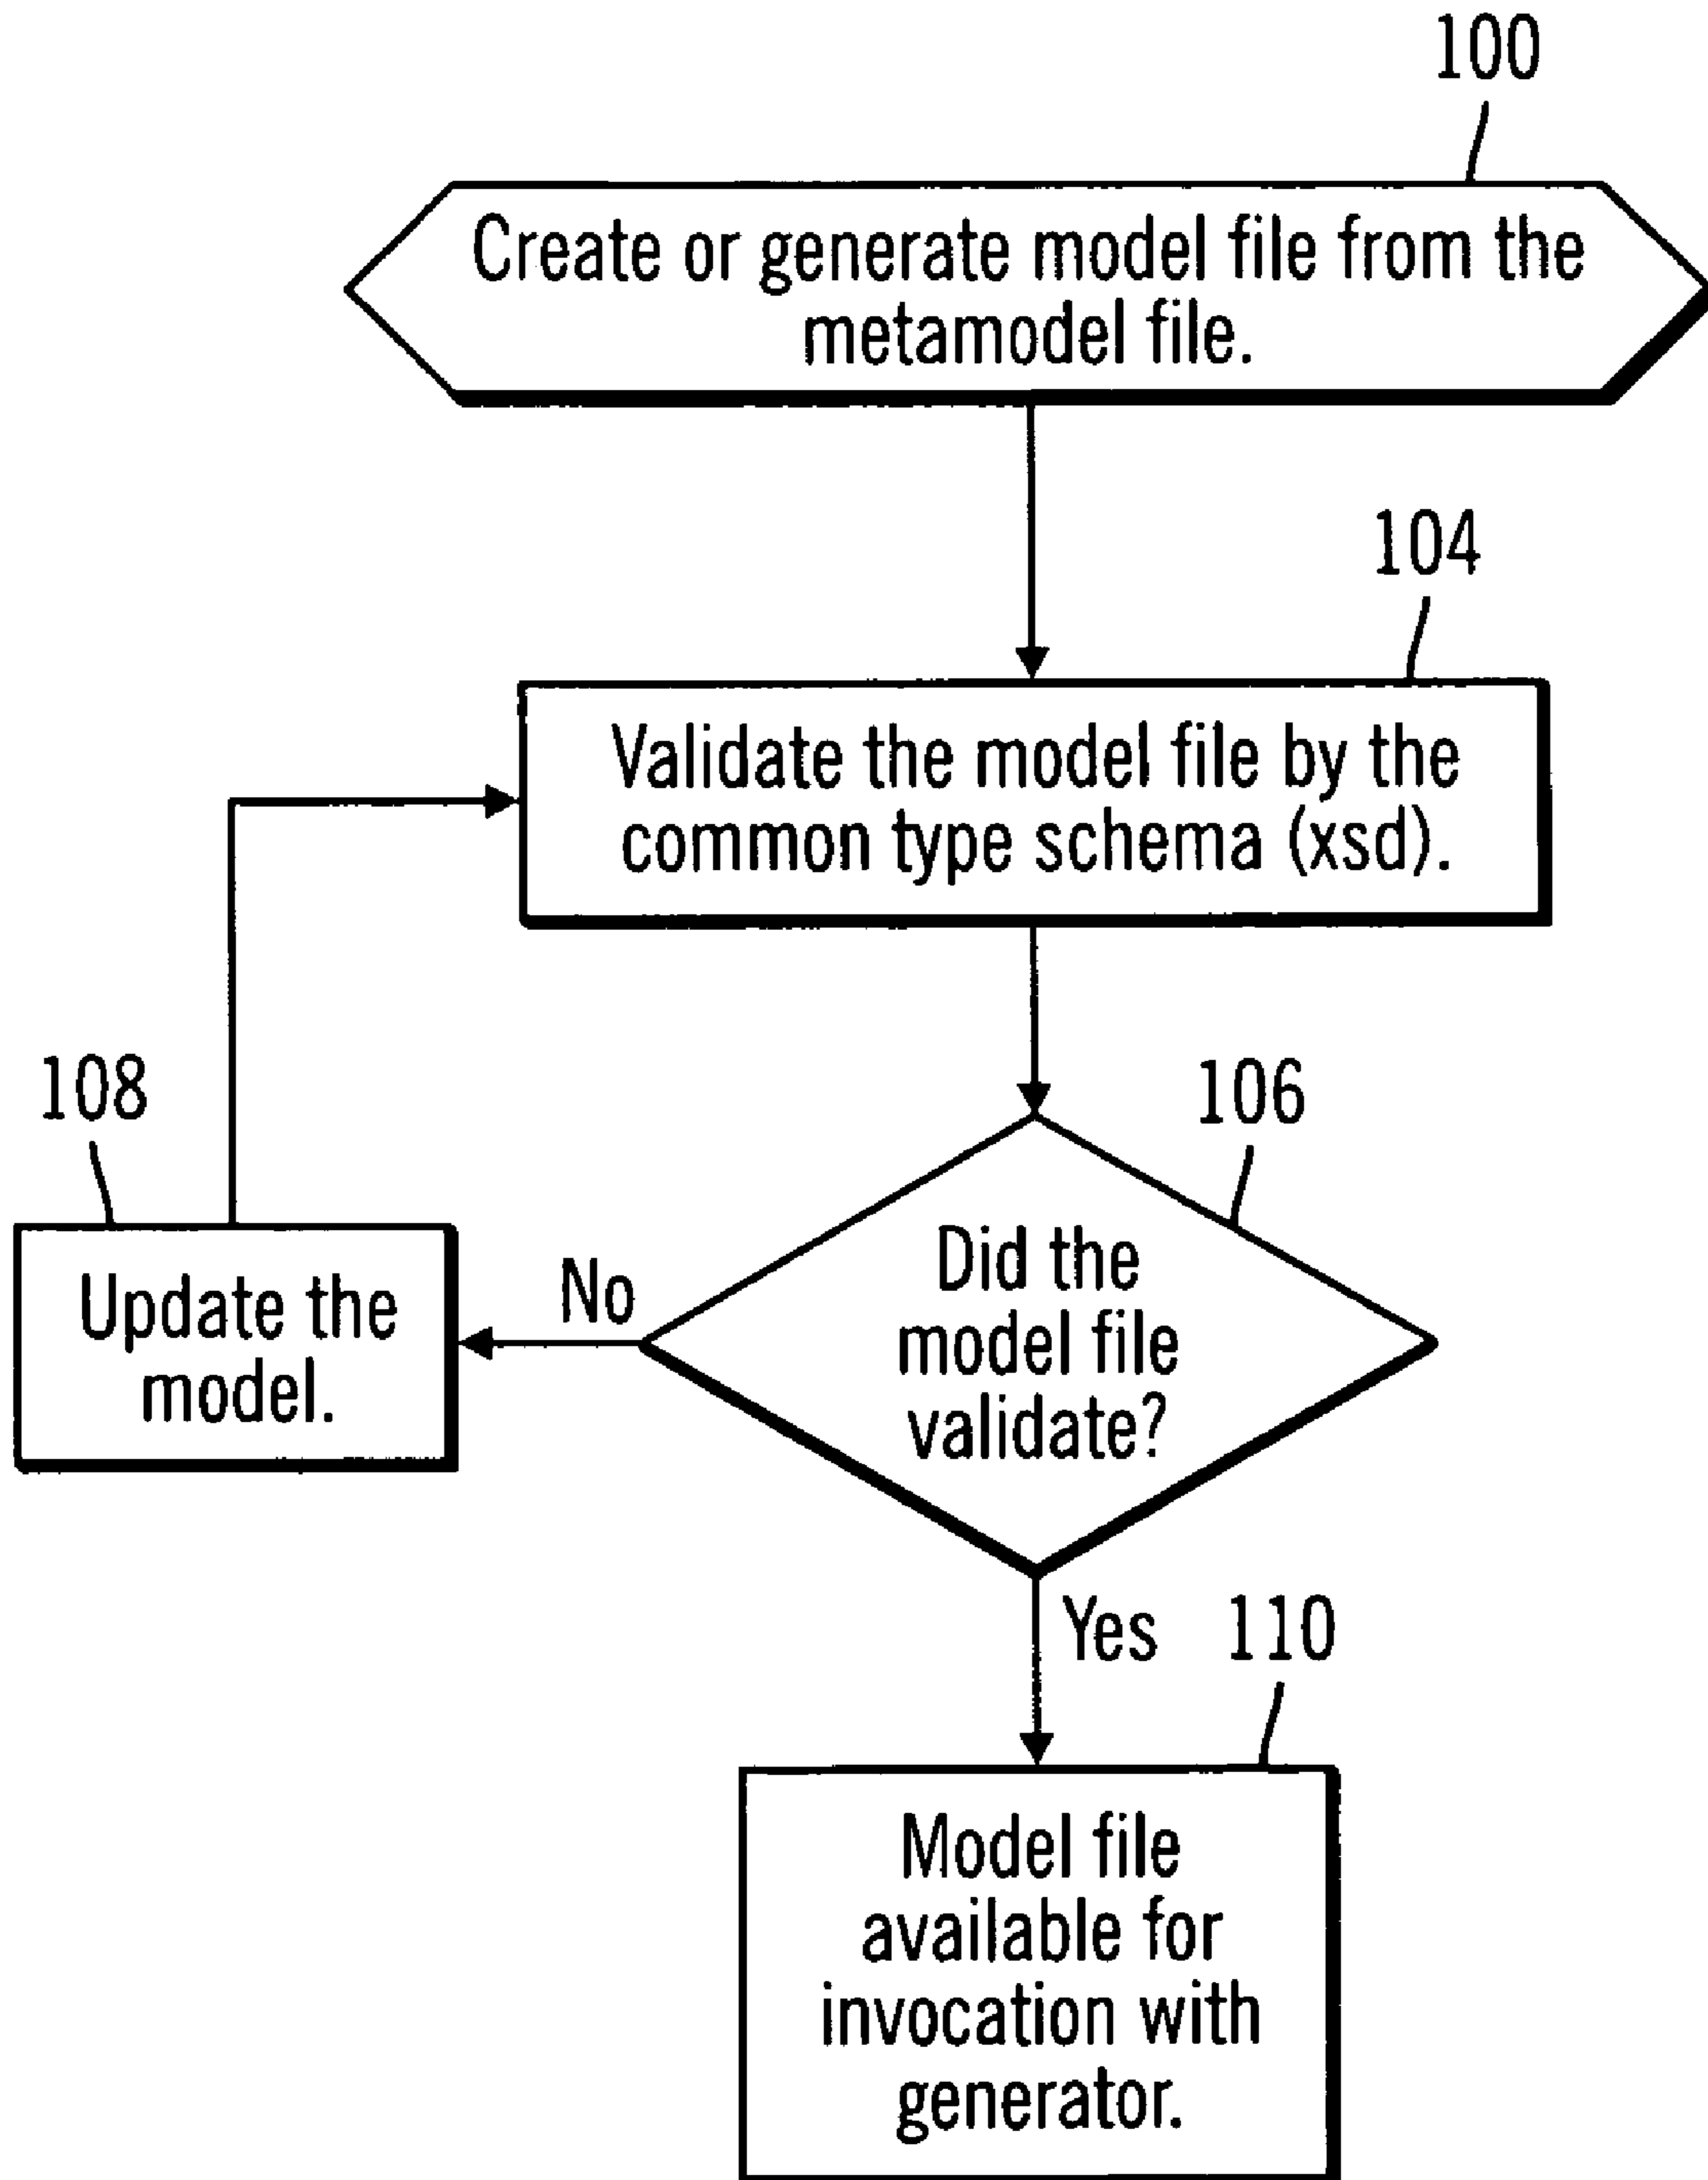 100
Create or generate model file from the
metamodel file.
104
Validate the model file by the
common type schema (xsd).
108
106
Update the
model.
No
Did the
model file
validate?
Yes
110
Model file
available for
invocation with
generator.